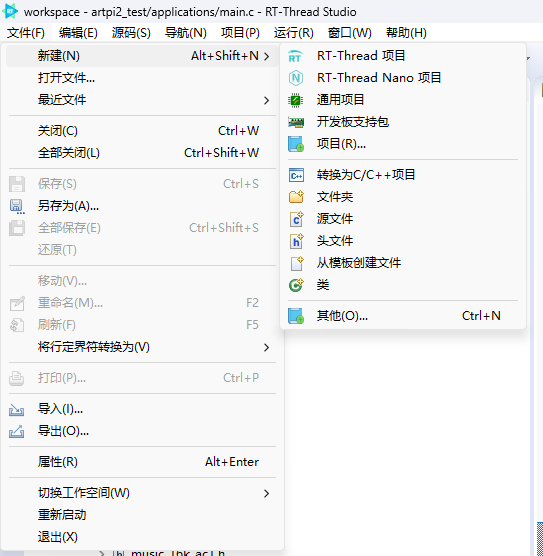 workspace - artpi2_test/applications/main.c - RT-Thread Studio
文件(F) 编辑(E) 源码(S) 导航(N) 项目(P) 运行(R) 窗口(W) 帮助(H)
新建(N) Alt+Shift+N
打开文件...
最近文件
关闭(C) Ctrl+W
全部关闭(L) Ctrl+Shift+W
保存(S) Ctrl+S
另存为(A)...
全部保存(E) Ctrl+Shift+S
还原(T)
移动(V)...
重命名(M)... F2
刷新(F) F5
将行定界符转换为(V)
打印(P)... Ctrl+P
导入(I)...
导出(O)...
属性(R) Alt+Enter
切换工作空间(W)
重新启动
退出(X)
RT-Thread 项目
RT-Thread Nano 项目
通用项目
开发板支持包
项目(R)...
转换为C/C++项目
文件夹
源文件
头文件
从模板创建文件
类
其他(O)... Ctrl+N